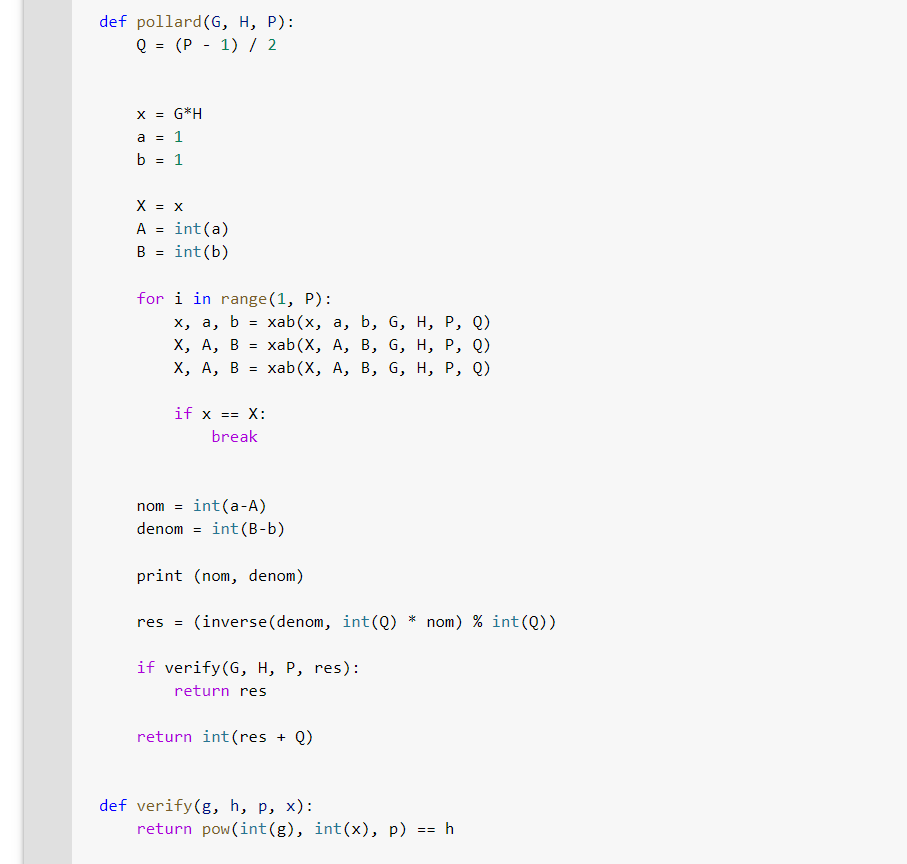 def pollard(G, H, P):
    Q = (P - 1) / 2
    x = G*H
    a = 1
    b = 1
    X = x
    A = int(a)
    B = int(b)
    for i in range(1, P):
        x, a, b = xab(x, a, b, G, H, P, Q)
        X, A, B = xab(X, A, B, G, H, P, Q)
        X, A, B = xab(X, A, B, G, H, P, Q)
        if x == X:
            break
    nom = int(a-A)
    denom = int(B-b)
    print (nom, denom)
    res = (inverse(denom, int(Q) * nom) % int(Q))
    if verify(G, H, P, res):
        return res
    return int(res + Q)
def verify(g, h, p, x):
    return pow(int(g), int(x), p) == h